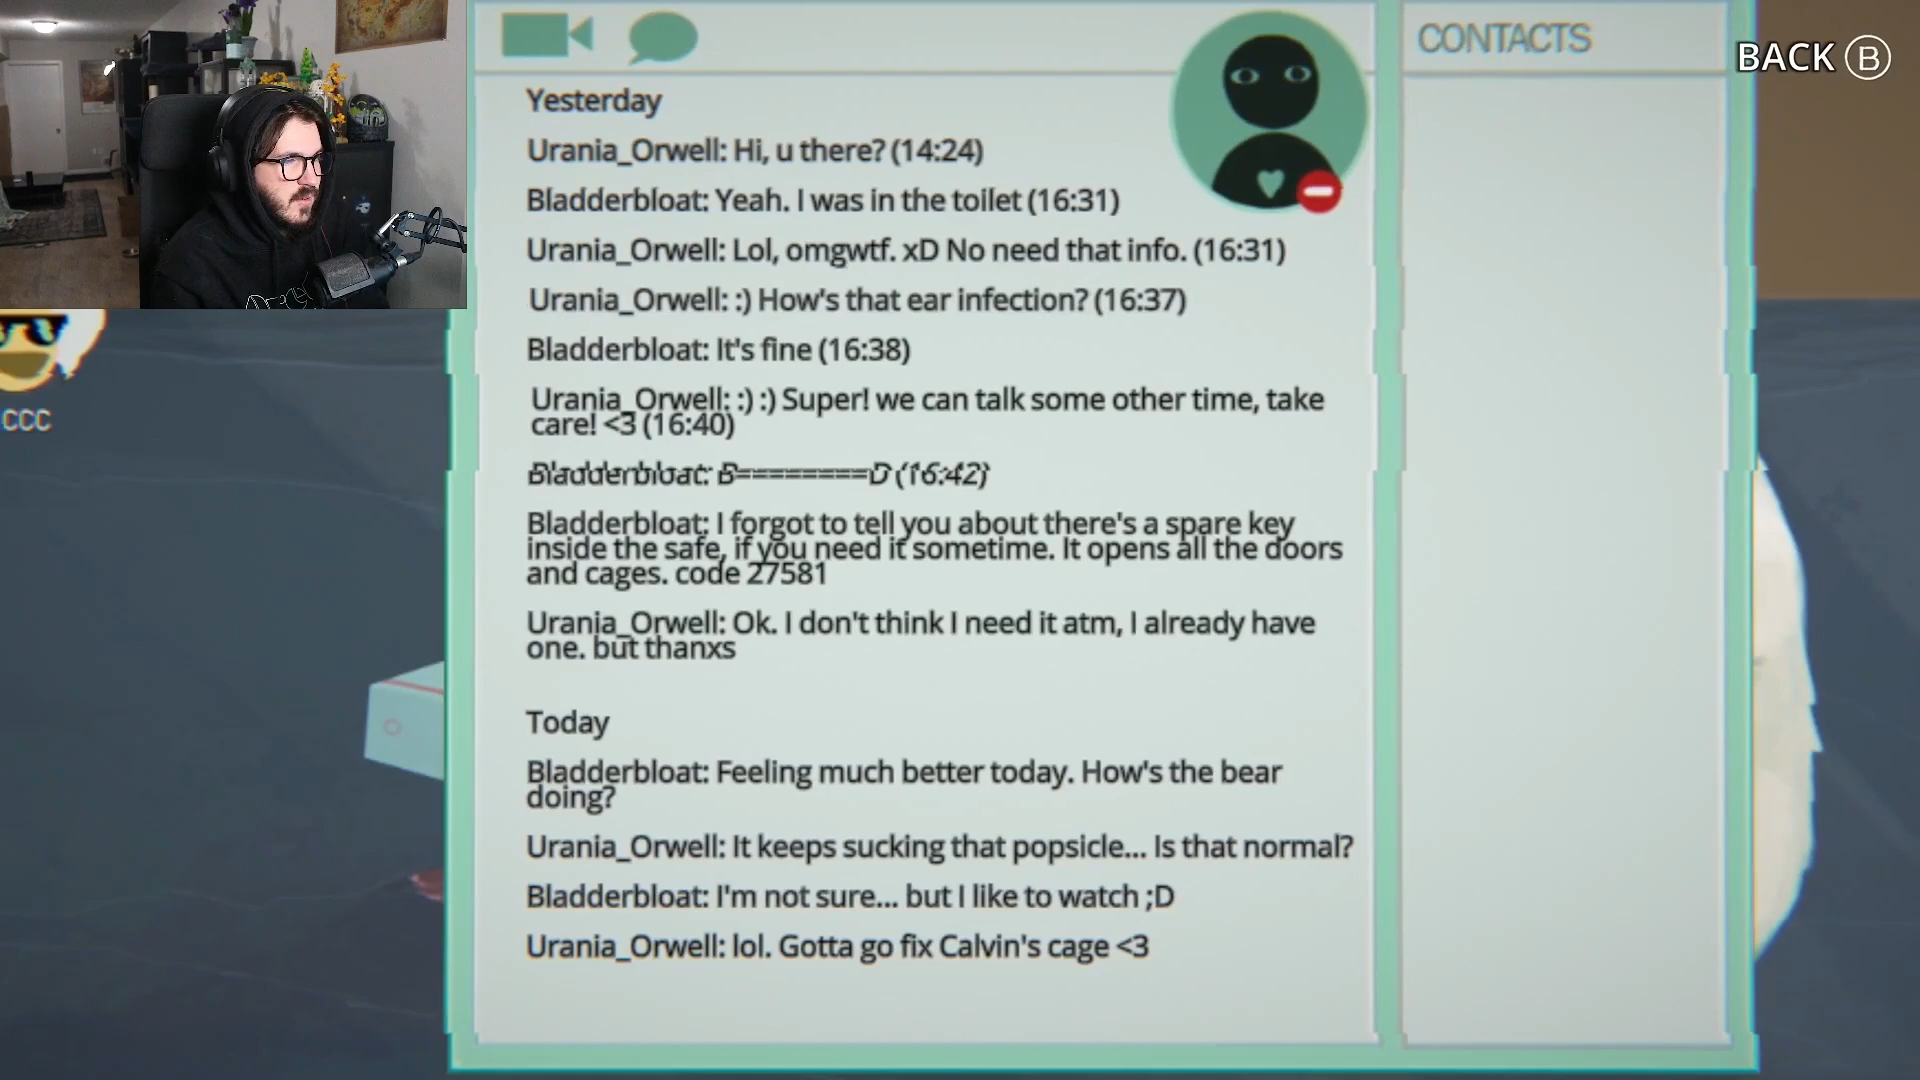 CONTACTS
BACK B
Yesterday
Urania_Orwell: Hi, u there? (14:24)
Bladderbloat: Yeah. I was in the toilet (16:31)
Urania_Orwell: Lol, omgwtf. xD No need that info. (16:31)
Urania_Orwell: :) How's that ear infection? (16:37)
Bladderbloat: It's fine (16:38)
Urania_Orwell: :) :) Super! we can talk some other time, take
care! <3 (16:40)
Bladderbloat: B========D (16:42)
Bladderbloat: I forgot to tell you about there's a spare key
inside the safe, if you need it sometime. It opens all the doors
and cages. code 27581
Urania_Orwell: Ok. I don't think I need it atm, I already have
one. but thanxs
Today
Bladderbloat: Feeling much better today. How's the bear
doing?
Urania_Orwell: It keeps sucking that popsicle... Is that normal?
Bladderbloat: I'm not sure... but I like to watch ;D
Urania_Orwell: lol. Gotta go fix Calvin's cage <3
CCC